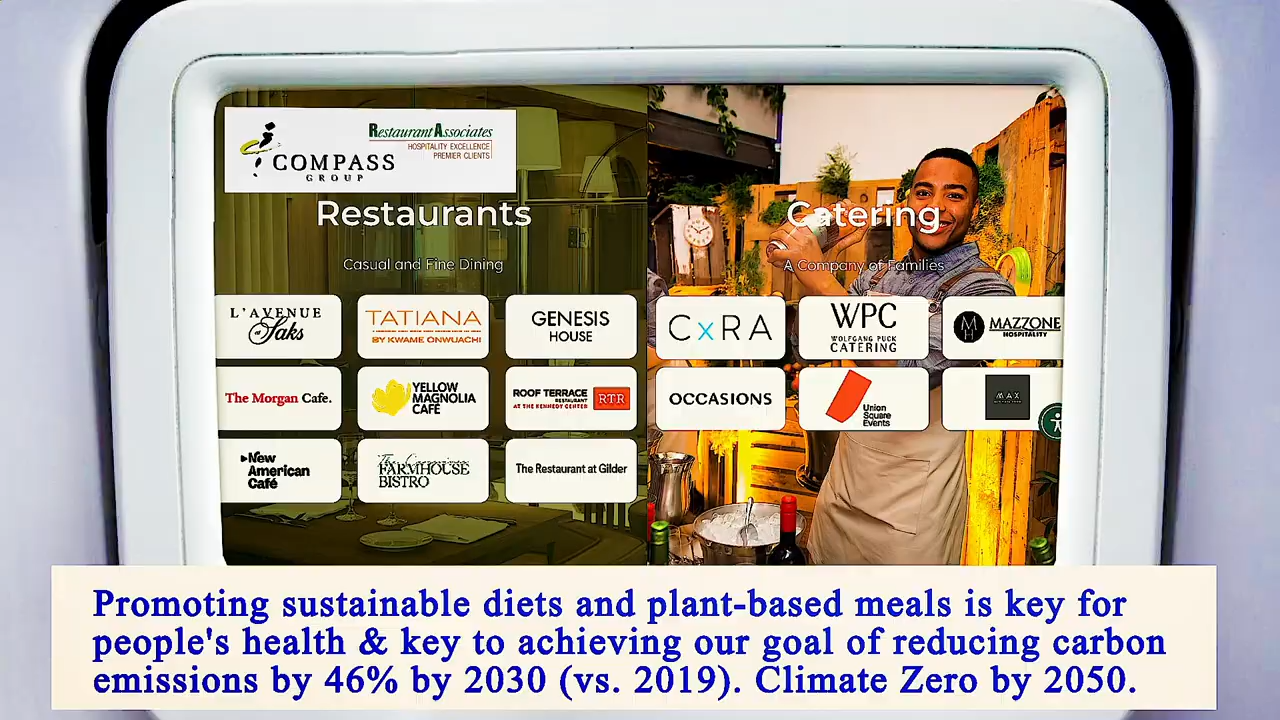 COMPASS
GROUP
Restaurant Associates
HOSPITALITY EXCELLENCE
PREMIER CLIENTS
Restaurants
Casual and Fine Dining
L'AVENUE
at Saks
TATIANA
BY KWAME ONWUACHI
GENESIS
HOUSE
The Morgan Cafe.
YELLOW
MAGNOLIA
CAFÉ
ROOF TERRACE
RESTAURANT
AT THE KENNEDY CENTER
RTR
New
American
Café
FARMHOUSE
BISTRO
The Restaurant at Gilder
Catering
A Company of Families
CxRA
WPC
WOLFGANG PUCK
CATERING
MAZZONE
HOSPITALITY
OCCASIONS
Union
Square
Events
MAX
Promoting sustainable diets and plant-based meals is key for
people's health & key to achieving our goal of reducing carbon
emissions by 46% by 2030 (vs. 2019). Climate Zero by 2050.